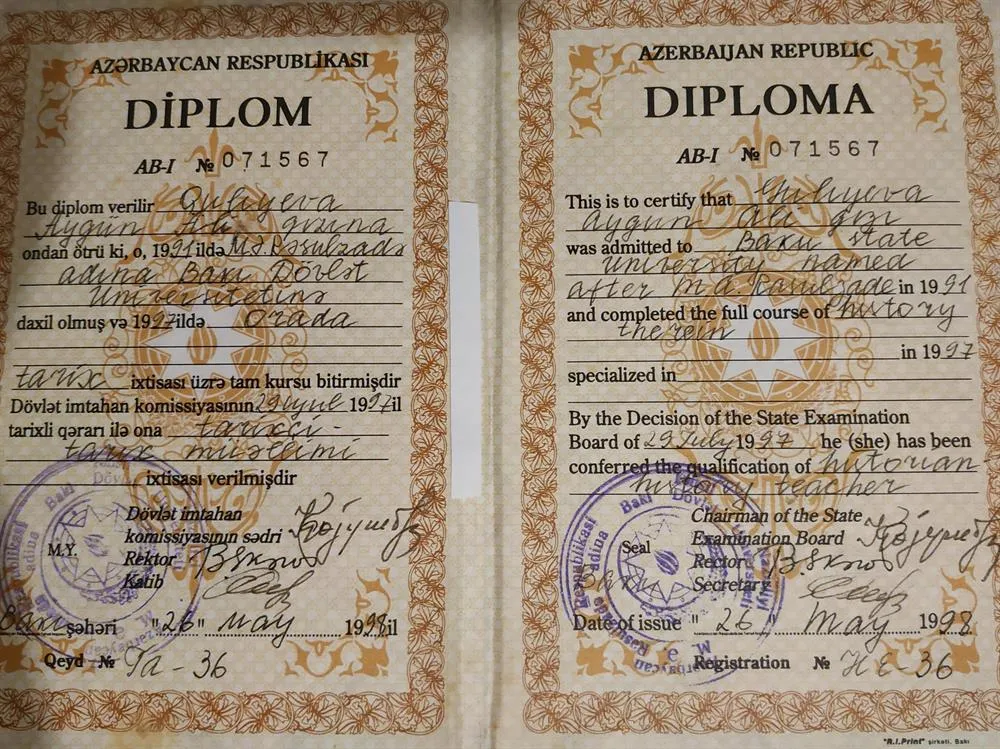 AZƏRBAYCAN RESPUBLİKASI
DİPLOM
AB-I № 071567
Bu diplom verilir Quliyeva
Aygün Əli qızına
ondan ötrü ki, o, 1991 ildə M.Ə.Rəsulzadə
adına Bakı Dövlət
Universitetinə
daxil olmuş və 1997 ildə orada
tarix ixtisası üzrə tam kursu bitirmişdir
Dövlət imtahan komissiyasının 29 iyul 1997 il
tarixli qərarı ilə ona tarixçi-
tarix müəllimi
ixtisası verilmişdir
Dövlət imtahan
komissiyasının sədri
M.Y.
Rektor
Katib
Bakı şəhəri "26" may 1998 il
Qeyd № Ta-36
AZERBAIJAN REPUBLIC
DIPLOMA
AB-I № 071567
This is to certify that Guliyeva
Aygun Ali gizi
was admitted to Baku state
University named
after M.A.Rasulzade in 1991
and completed the full course of history
therein
in 1997
specialized in
By the Decision of the State Examination
Board of 29 July 1997 he (she) has been
conferred the qualification of historian
history teacher
Chairman of the State
Examination Board
Seal
Rector
Secretary
Date of issue "26" May 1998
Registration № HE-36
"R.I.Print" şirkəti. Bakı